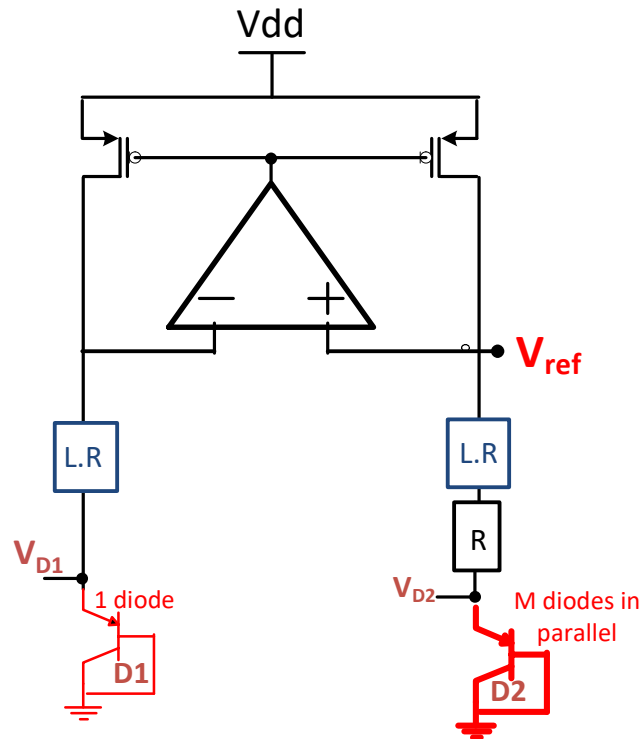 Vdd
— +
Vref
L.R
L.R
R
VD1
VD2
1 diode
M diodes in
parallel
D1
D2